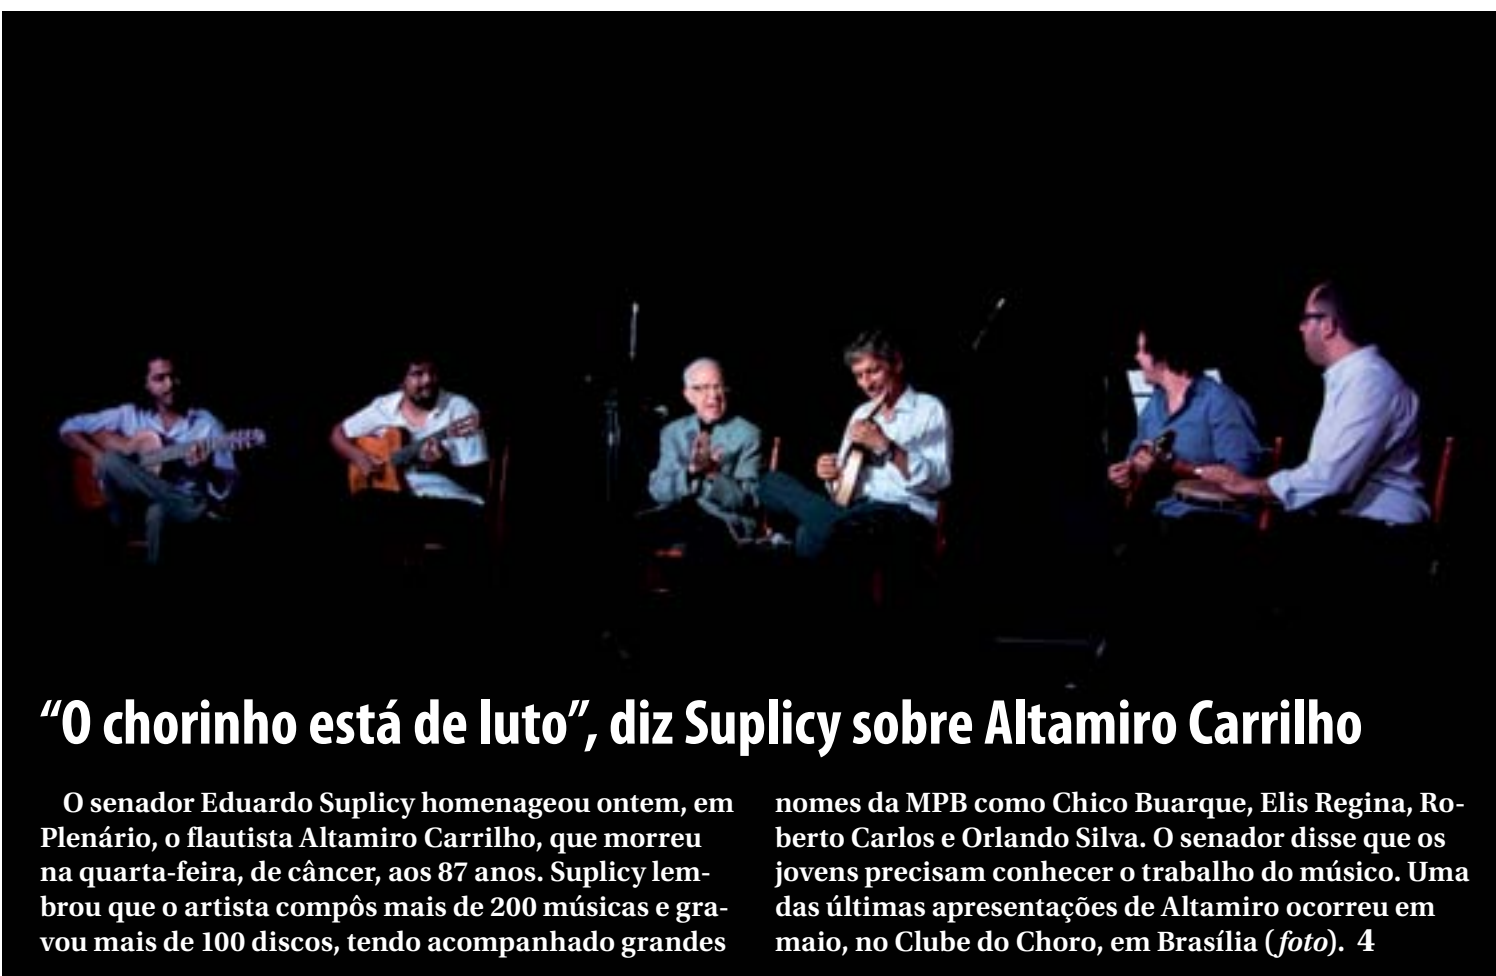 “O chorinho está de luto”, diz Suplicy sobre Altamiro Carrilho
O senador Eduardo Suplicy homenageou ontem, em
Plenário, o flautista Altamiro Carrilho, que morreu
na quarta-feira, de câncer, aos 87 anos. Suplicy lem-
brou que o artista compôs mais de 200 músicas e gra-
vou mais de 100 discos, tendo acompanhado grandes
nomes da MPB como Chico Buarque, Elis Regina, Ro-
berto Carlos e Orlando Silva. O senador disse que os
jovens precisam conhecer o trabalho do músico. Uma
das últimas apresentações de Altamiro ocorreu em
maio, no Clube do Choro, em Brasília (foto). 4